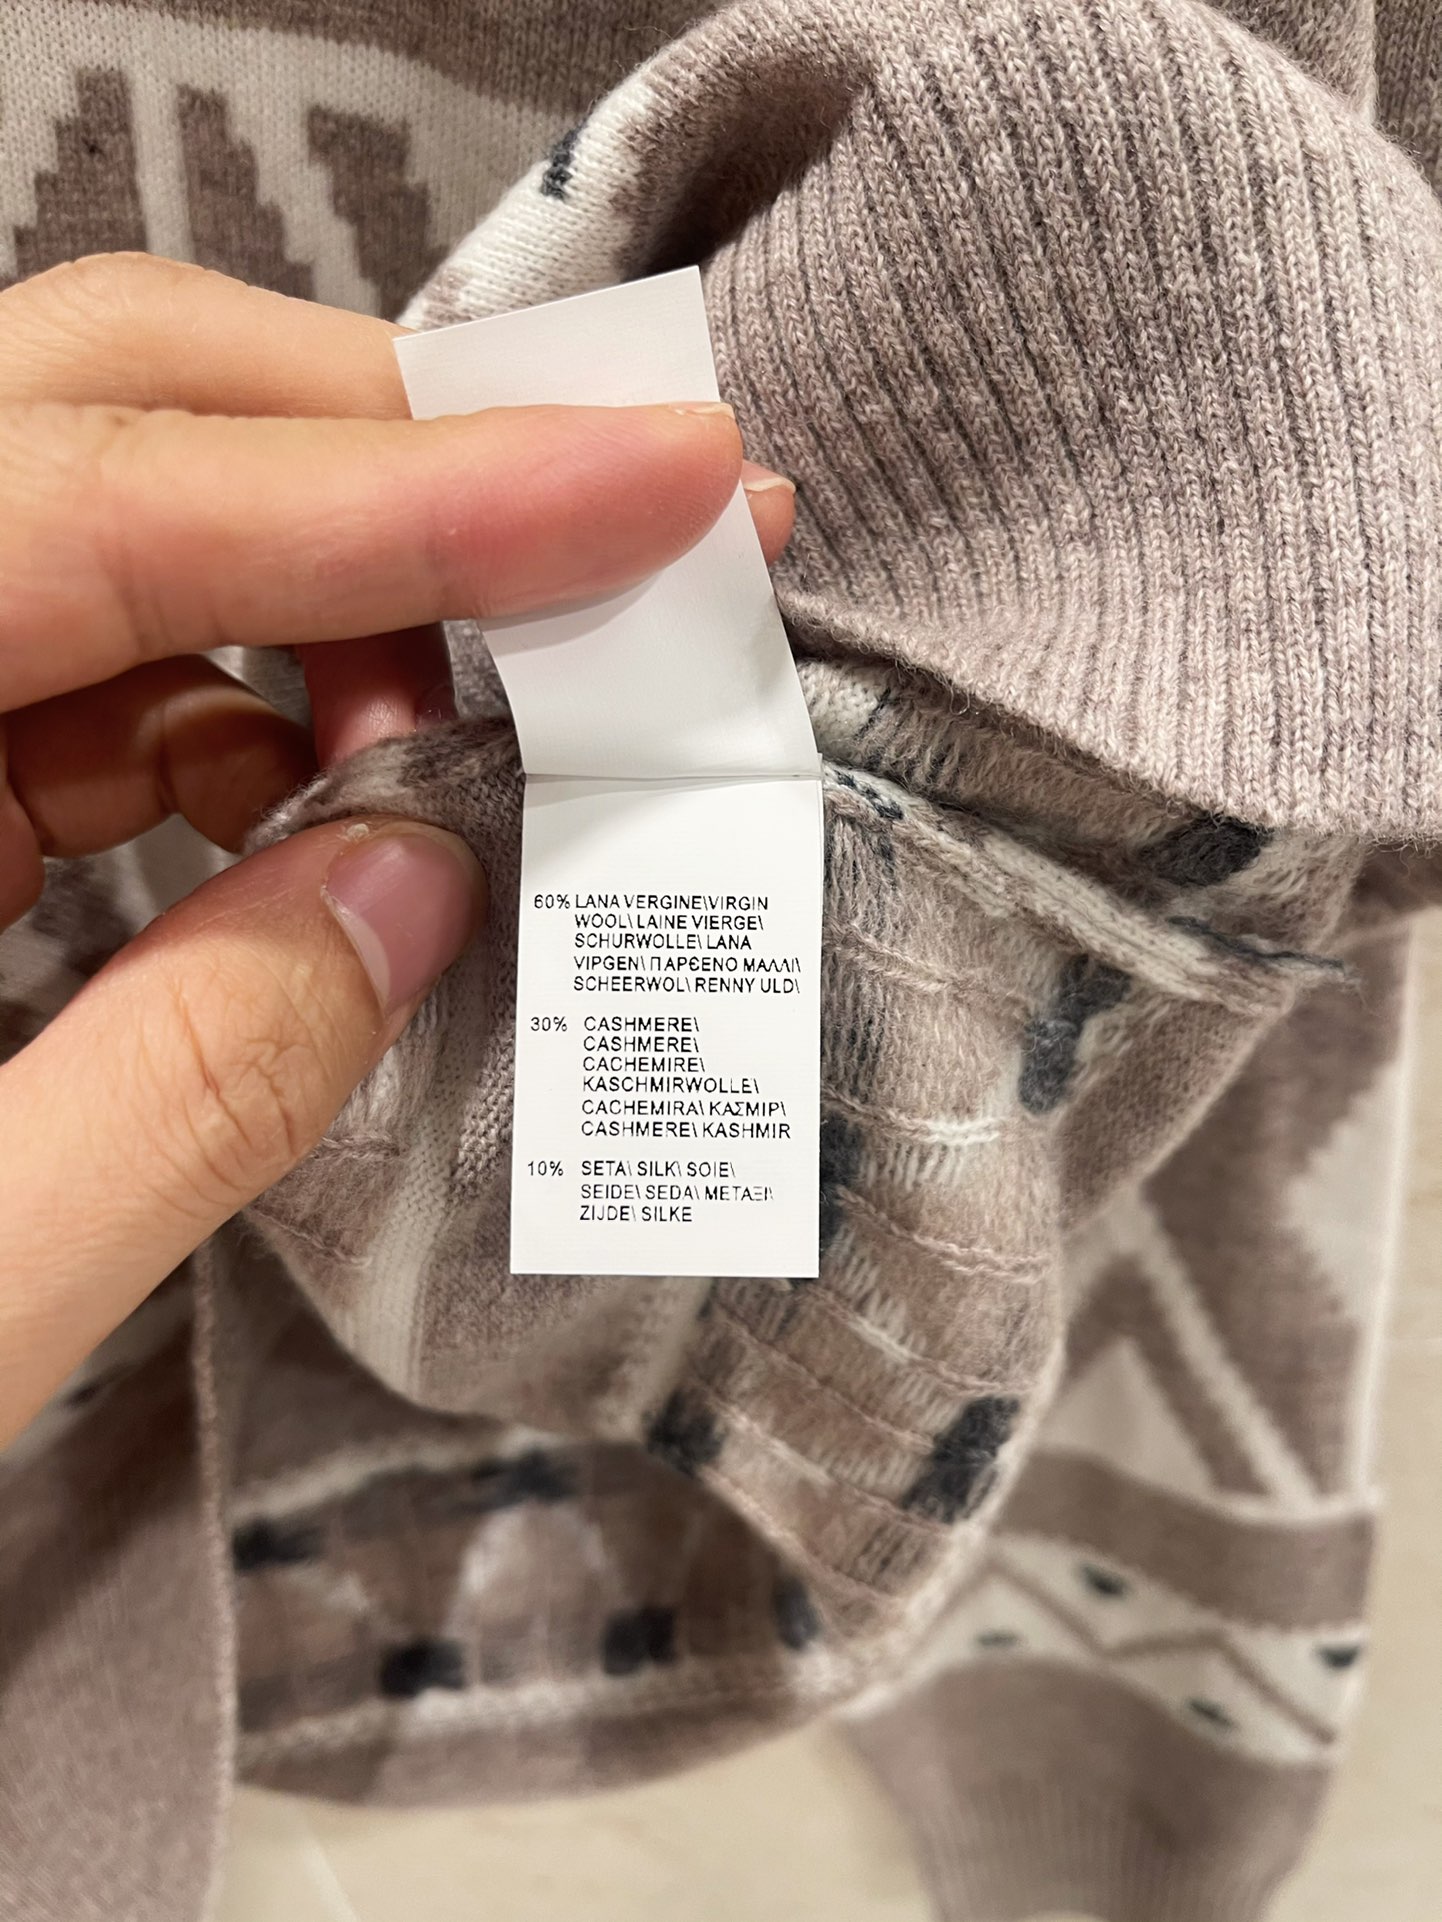 60% LANA VERGINE\VIRGIN
WOOL\ LAINE VIERGE\
SCHURWOLLE\ LANA
VIPGEN\ ΠΑΡЄΕΝΟ ΜΑΛΛΙ\
SCHEERWOL\ RENNY ULD\
30% CASHMERE\
CASHMERE\
CACHEMIRE\
KASCHMIRWOLLE\
CACHEMIRA\ ΚΑΣΜΙΡ\
CASHMERE\ KASHMIR
10% SETA\ SILK\ SOIE\
SEIDE\ SEDA\ ΜΕΤΑΞΙ\
ZIJDE\ SILKE